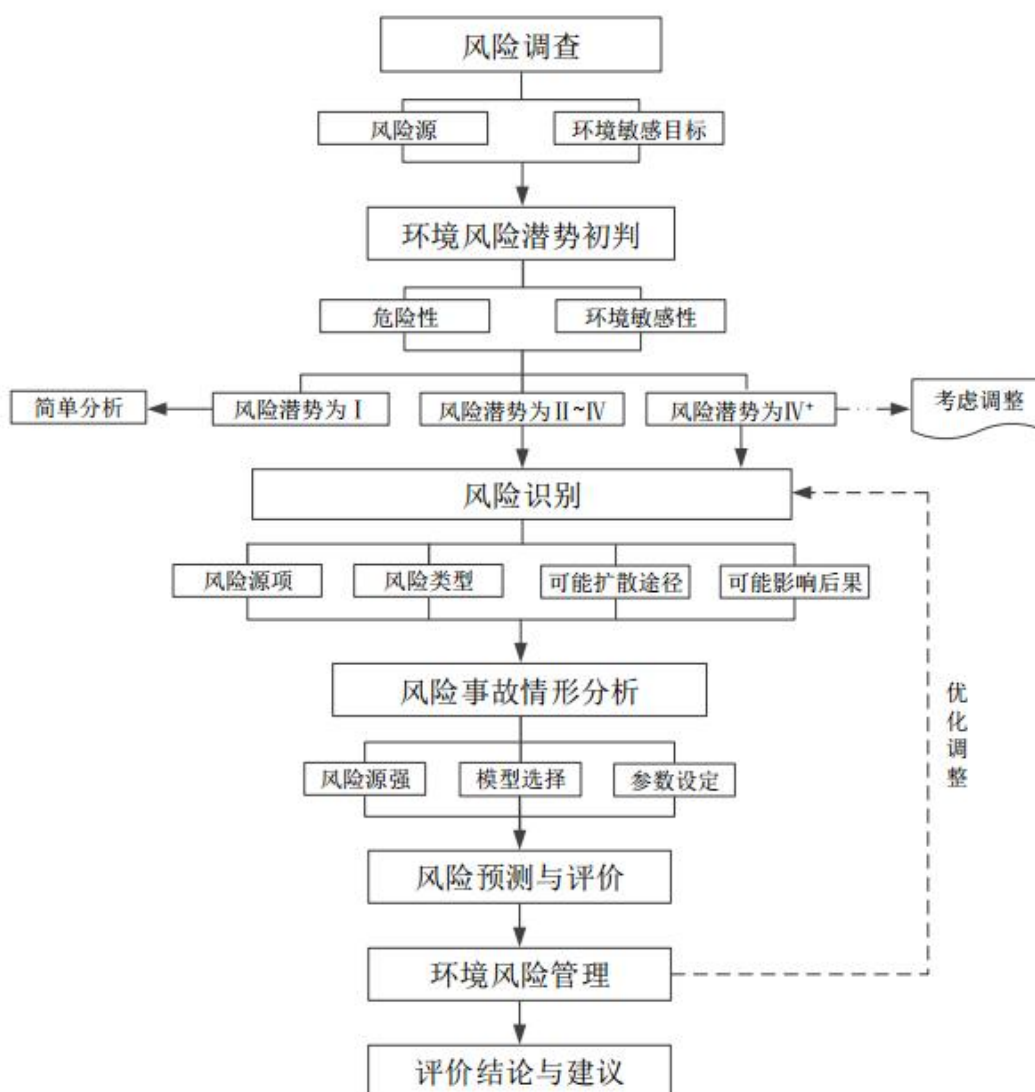 风险调查
风险源
环境敏感目标
环境风险潜势初判
危险性
环境敏感性
简单分析
风险潜势为Ⅰ
风险潜势为Ⅱ~Ⅳ
风险潜势为Ⅳ⁺
考虑调整
风险识别
风险源项
风险类型
可能扩散途径
可能影响后果
风险事故情形分析
优化调整
风险源强
模型选择
参数设定
风险预测与评价
环境风险管理
评价结论与建议